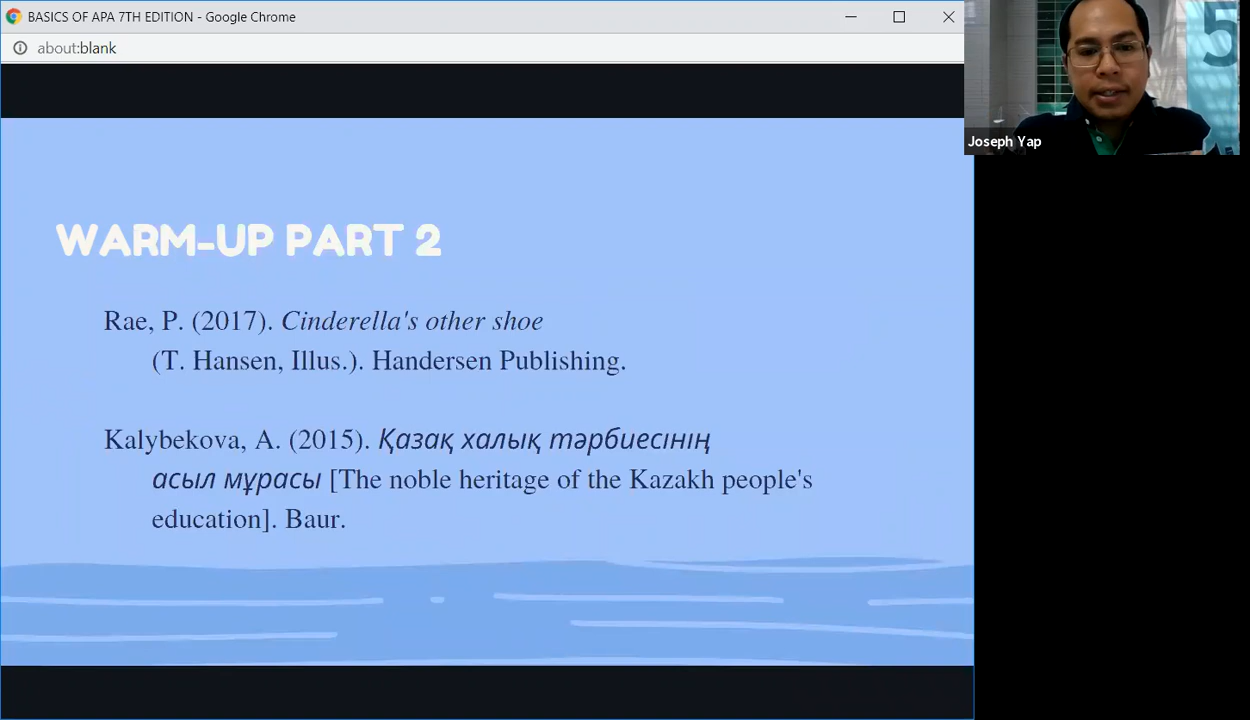 BASICS OF APA 7TH EDITION - Google Chrome
about:blank
5
Joseph Yap
WARM-UP PART 2
Rae, P. (2017). Cinderella's other shoe
(T. Hansen, Illus.). Handersen Publishing.
Kalybekova, A. (2015). Қазақ халық тәрбиесінің
асыл мұрасы [The noble heritage of the Kazakh people's
education]. Baur.